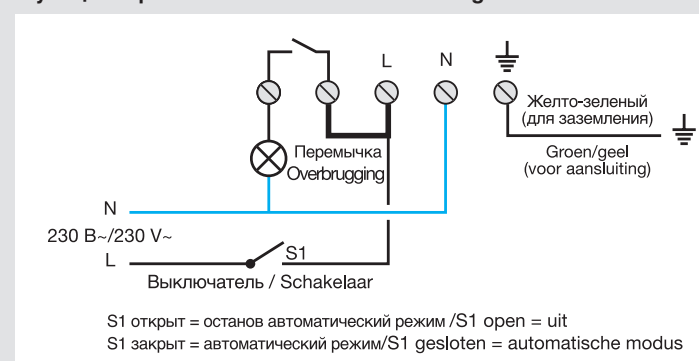 L
N
Желто-зеленый
(для заземления)
Groen/geel
(voor aansluiting)
Перемычка
Overbrugging
N
230 В~/230 V~
L
S1
Выключатель / Schakelaar
S1 открыт = останов автоматический режим /S1 open = uit
S1 закрыт = автоматический режим/S1 gesloten = automatische modus